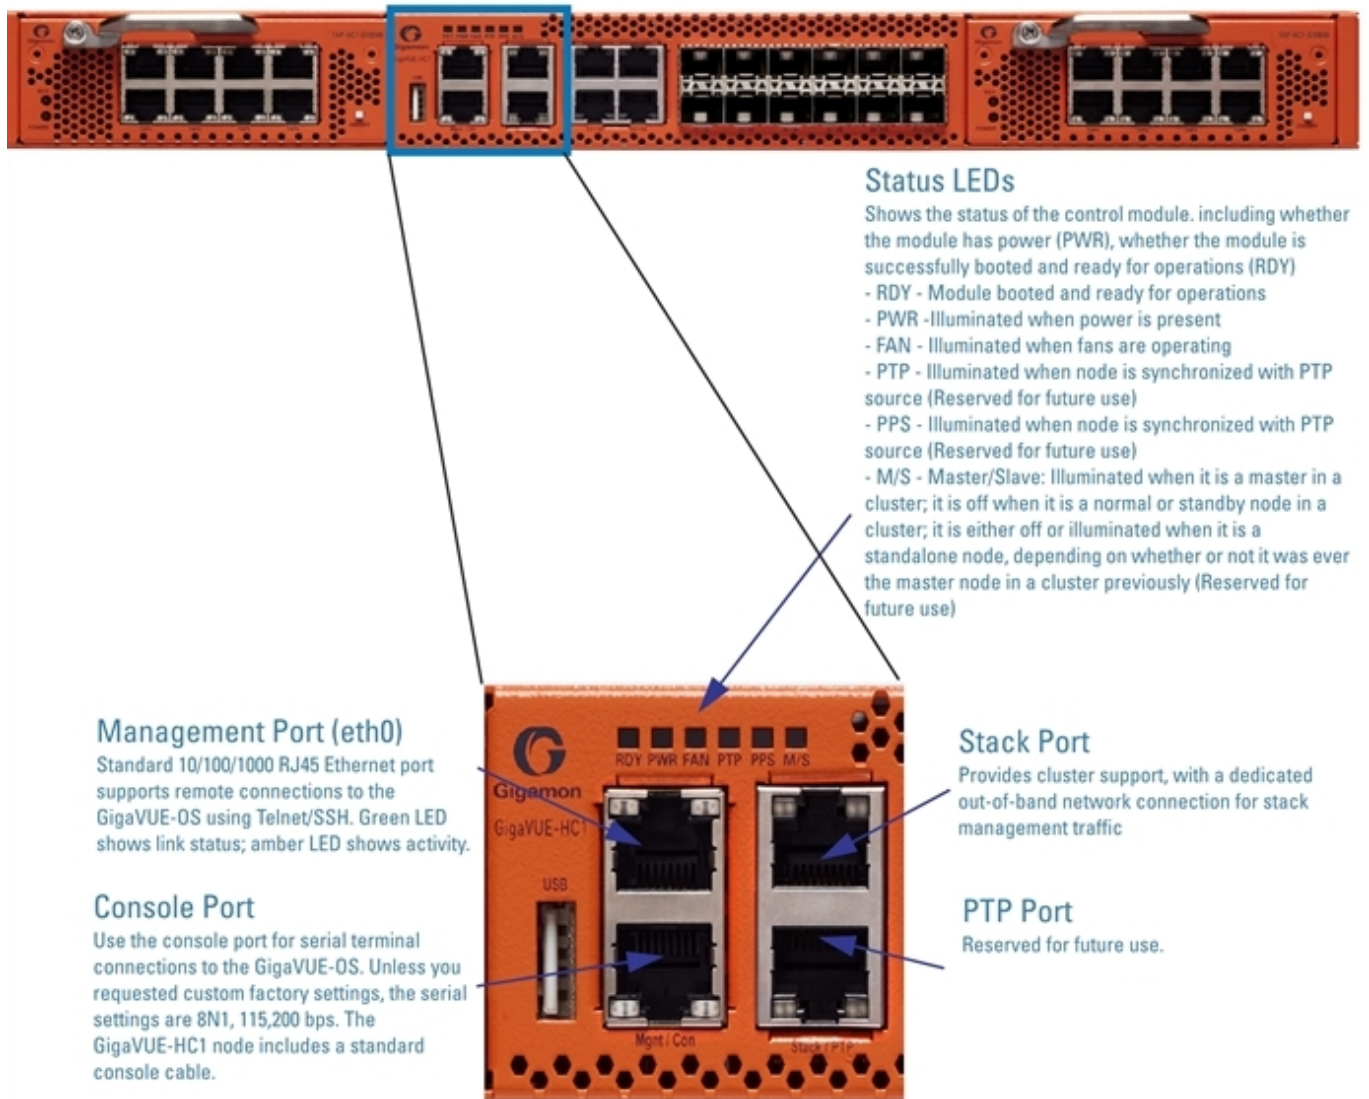 Gigamon
GigaVUE-HC1
USB
Gigamon
Status LEDs
Shows the status of the control module. including whether
the module has power (PWR), whether the module is
successfully booted and ready for operations (RDY)
- RDY - Module booted and ready for operations
- PWR -Illuminated when power is present
- FAN - Illuminated when fans are operating
- PTP - Illuminated when node is synchronized with PTP
source (Reserved for future use)
- PPS - Illuminated when node is synchronized with PTP
source (Reserved for future use)
- M/S - Master/Slave: Illuminated when it is a master in a
cluster; it is off when it is a normal or standby node in a
cluster; it is either off or illuminated when it is a
standalone node, depending on whether or not it was ever
the master node in a cluster previously (Reserved for
future use)
Management Port (eth0)
Standard 10/100/1000 RJ45 Ethernet port
supports remote connections to the
GigaVUE-OS using Telnet/SSH. Green LED
shows link status; amber LED shows activity.
Console Port
Use the console port for serial terminal
connections to the GigaVUE-OS. Unless you
requested custom factory settings, the serial
settings are 8N1, 115,200 bps. The
GigaVUE-HC1 node includes a standard
console cable.
RDY PWR FAN PTP PPS M/S
Gigamon
GigaVUE-HC1
USB
Mgnt / Con
Stack / PTP
Stack Port
Provides cluster support, with a dedicated
out-of-band network connection for stack
management traffic
PTP Port
Reserved for future use.